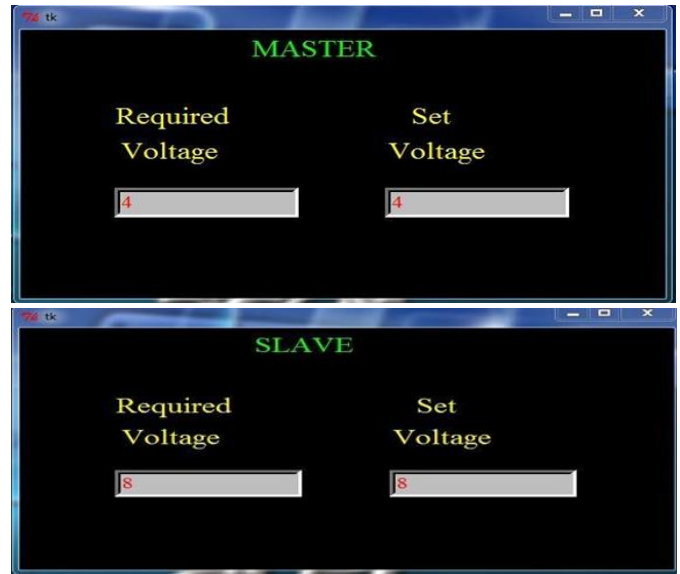 tk
MASTER
Required Set
Voltage Voltage
4 4
tk
SLAVE
Required Set
Voltage Voltage
8 8